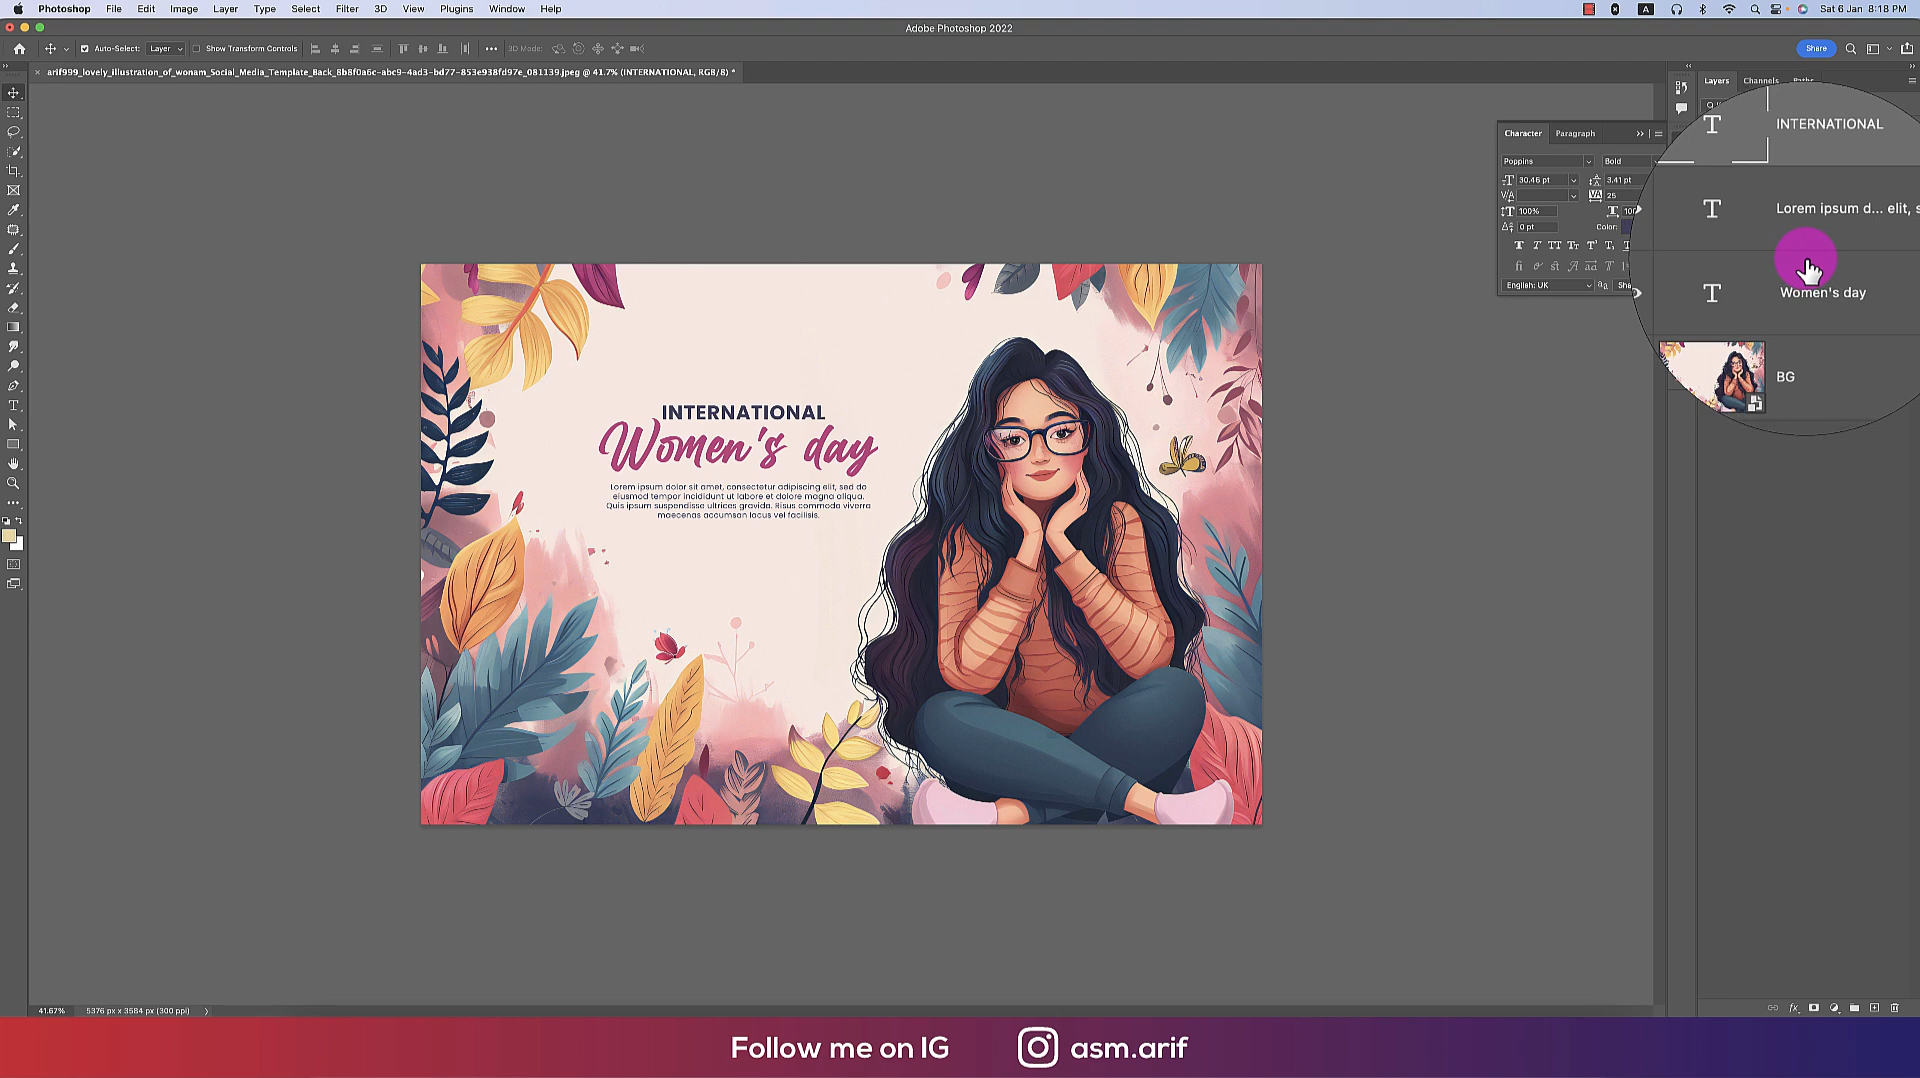 Photoshop File Edit Image Layer Type Select Filter 3D View Plugins Window Help
A Sat 6 Jan 8:18 PM
Adobe Photoshop 2022
Auto-Select: Layer Show Transform Controls 3D Mode: Share
arif999_lovely_illustration_of_wonam_Social_Media_Template_Back_8b8f0a6c-abc9-4ad3-bd77-853e938fd97e_081139.jpeg @ 41.7% (INTERNATIONAL, RGB/8) *
Layers Channels Paths
Character Paragraph
Poppins Bold
30.46 pt 3.41 pt
25
100%
0 pt Color:
English: UK
INTERNATIONAL
Lorem ipsum d... elit, s
Women's day
BG
INTERNATIONAL
Women's day
Lorem ipsum dolor sit amet, consectetur adipiscing elit, sed do
eiusmod tempor incididunt ut labore et dolore magna aliqua.
Quis ipsum suspendisse ultrices gravida. Risus commodo viverra
maecenas accumsan lacus vel facilisis.
41.67% 5376 px x 3584 px (300 ppi)
Follow me on IG asm.arif